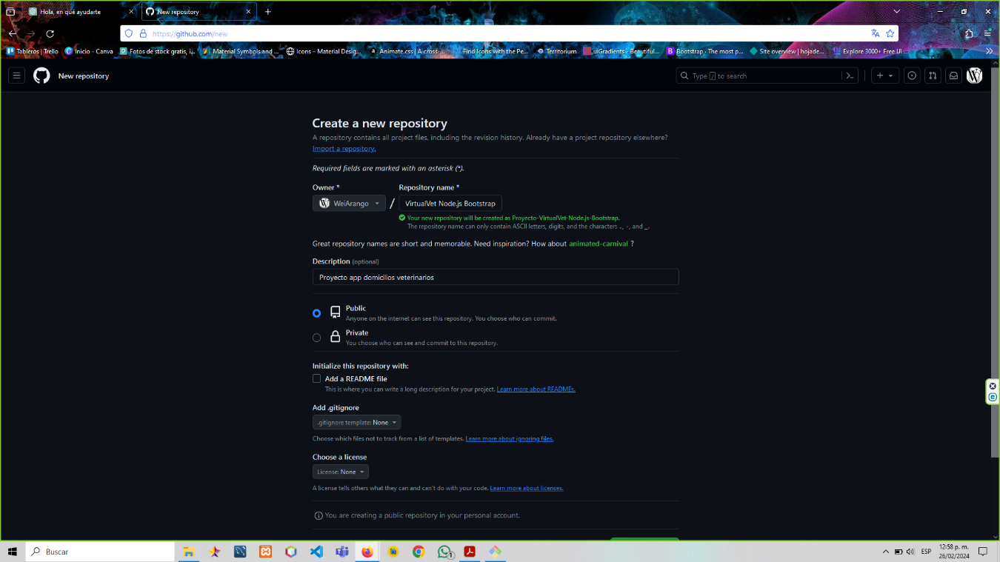 Hola, en qué ayudarte
New repository
https://github.com/new
Tableros | Trello
Inicio - Canva
Fotos de stock gratis, i...
Material Symbols and ...
Icons – Material Desig...
Animate.css | A cross-...
Find Icons with the Pe...
Territorium
uiGradients - Beautiful...
Bootstrap · The most p...
Site overview | hojade...
Explore 3000+ Free UI ...
New repository
Type / to search
Create a new repository
A repository contains all project files, including the revision history. Already have a project repository elsewhere?
Import a repository.
Required fields are marked with an asterisk (*).
Owner *
Repository name *
WeiArango
/
VirtualVet Node.js Bootstrap
Your new repository will be created as Proyecto-VirtualVet-Node.js-Bootstrap.
The repository name can only contain ASCII letters, digits, and the characters ., -, and _.
Great repository names are short and memorable. Need inspiration? How about animated-carnival ?
Description (optional)
Proyecto app domicilios veterinarios
Public
Anyone on the internet can see this repository. You choose who can commit.
Private
You choose who can see and commit to this repository.
Initialize this repository with:
Add a README file
This is where you can write a long description for your project. Learn more about READMEs.
Add .gitignore
.gitignore template: None
Choose which files not to track from a list of templates. Learn more about ignoring files.
Choose a license
License: None
A license tells others what they can and can't do with your code. Learn more about licenses.
You are creating a public repository in your personal account.
Buscar
1
ESP
12:58 p. m.
26/02/2024